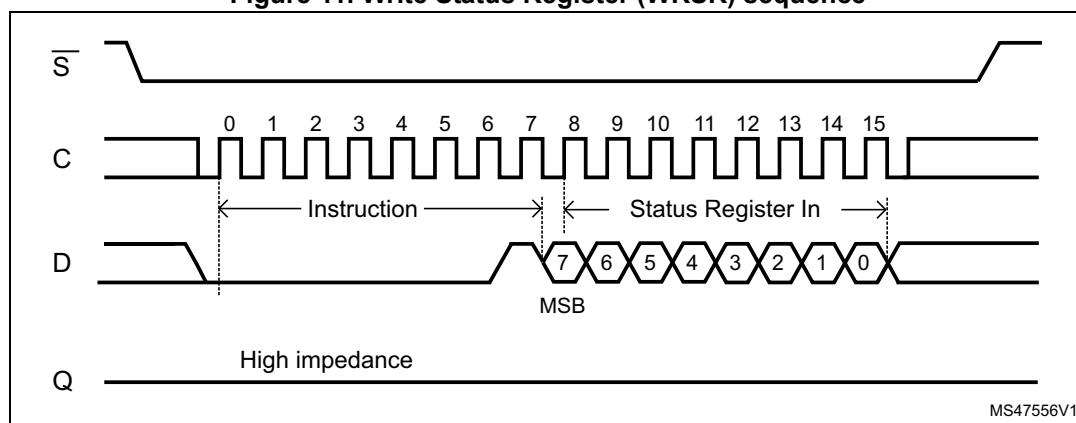 Figure 11. Write Status Register (WRSR) sequence
S
0 1 2 3 4 5 6 7 8 9 10 11 12 13 14 15
C
Instruction Status Register In
D 7 6 5 4 3 2 1 0
MSB
High impedance
Q
MS47556V1